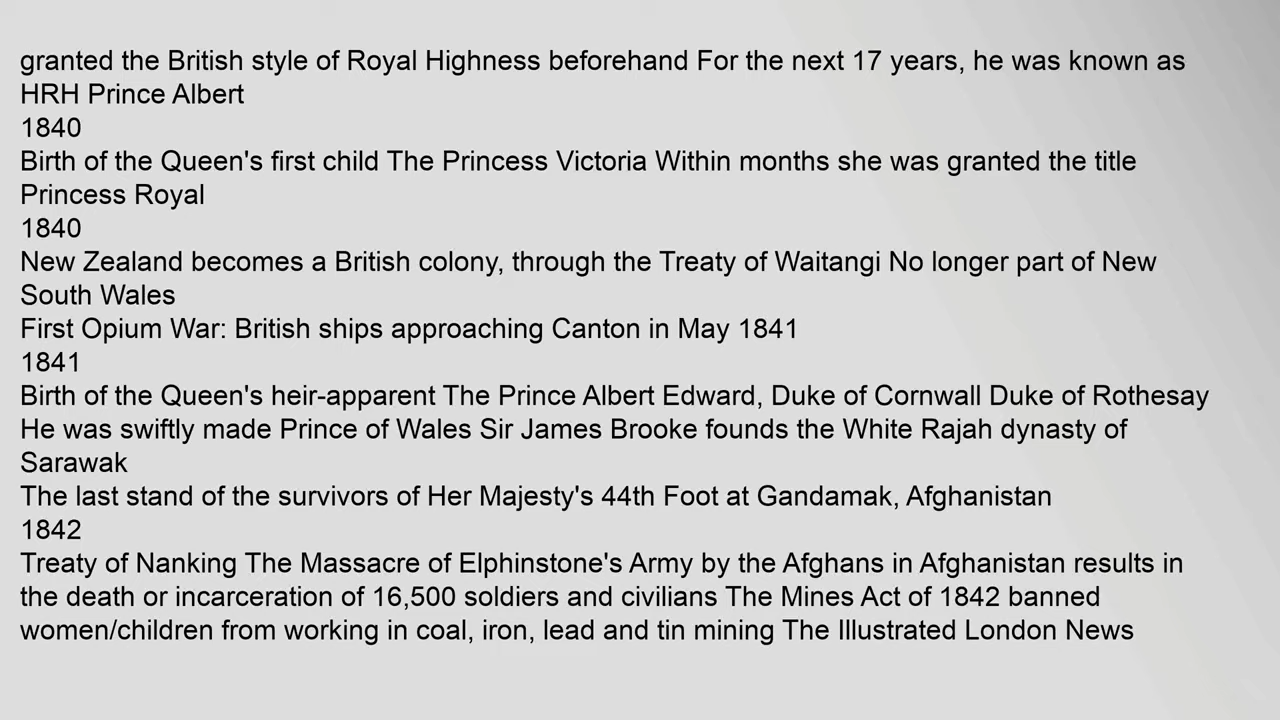 granted the British style of Royal Highness beforehand For the next 17 years, he was known as
HRH Prince Albert
1840
Birth of the Queen's first child The Princess Victoria Within months she was granted the title
Princess Royal
1840
New Zealand becomes a British colony, through the Treaty of Waitangi No longer part of New
South Wales
First Opium War: British ships approaching Canton in May 1841
1841
Birth of the Queen's heir-apparent The Prince Albert Edward, Duke of Cornwall Duke of Rothesay
He was swiftly made Prince of Wales Sir James Brooke founds the White Rajah dynasty of
Sarawak
The last stand of the survivors of Her Majesty's 44th Foot at Gandamak, Afghanistan
1842
Treaty of Nanking The Massacre of Elphinstone's Army by the Afghans in Afghanistan results in
the death or incarceration of 16,500 soldiers and civilians The Mines Act of 1842 banned
women/children from working in coal, iron, lead and tin mining The Illustrated London News